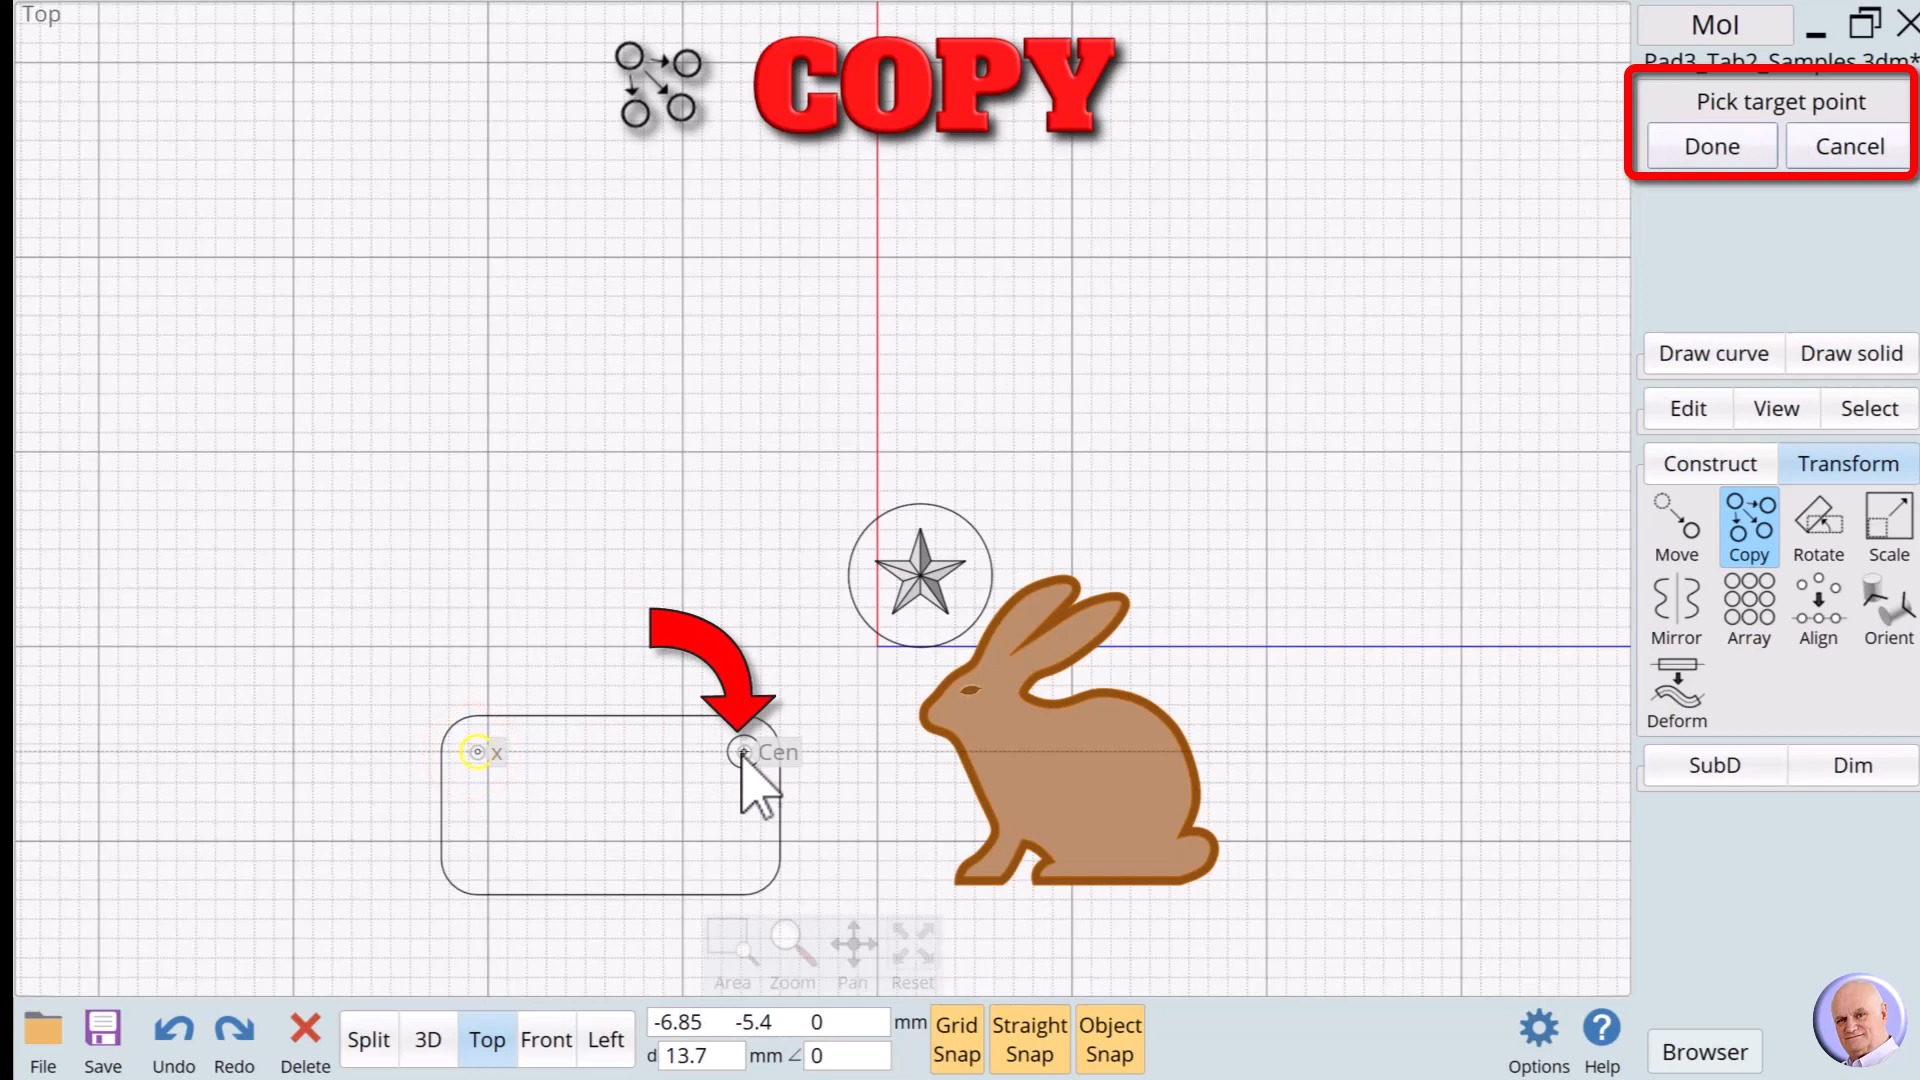 Top
COPY
MoI
Pad3_Tab2_Samples.3dm*
Pick target point
Done Cancel
Draw curve Draw solid
Edit View Select
Construct Transform
Move Copy Rotate Scale
Mirror Array Align Orient
Deform
SubD Dim
x
Cen
Area Zoom Pan Reset
File Save Undo Redo Delete
Split 3D Top Front Left
-6.85 -5.4 0 mm
d 13.7 mm ∠ 0
Grid Snap
Straight Snap
Object Snap
Options Help
Browser